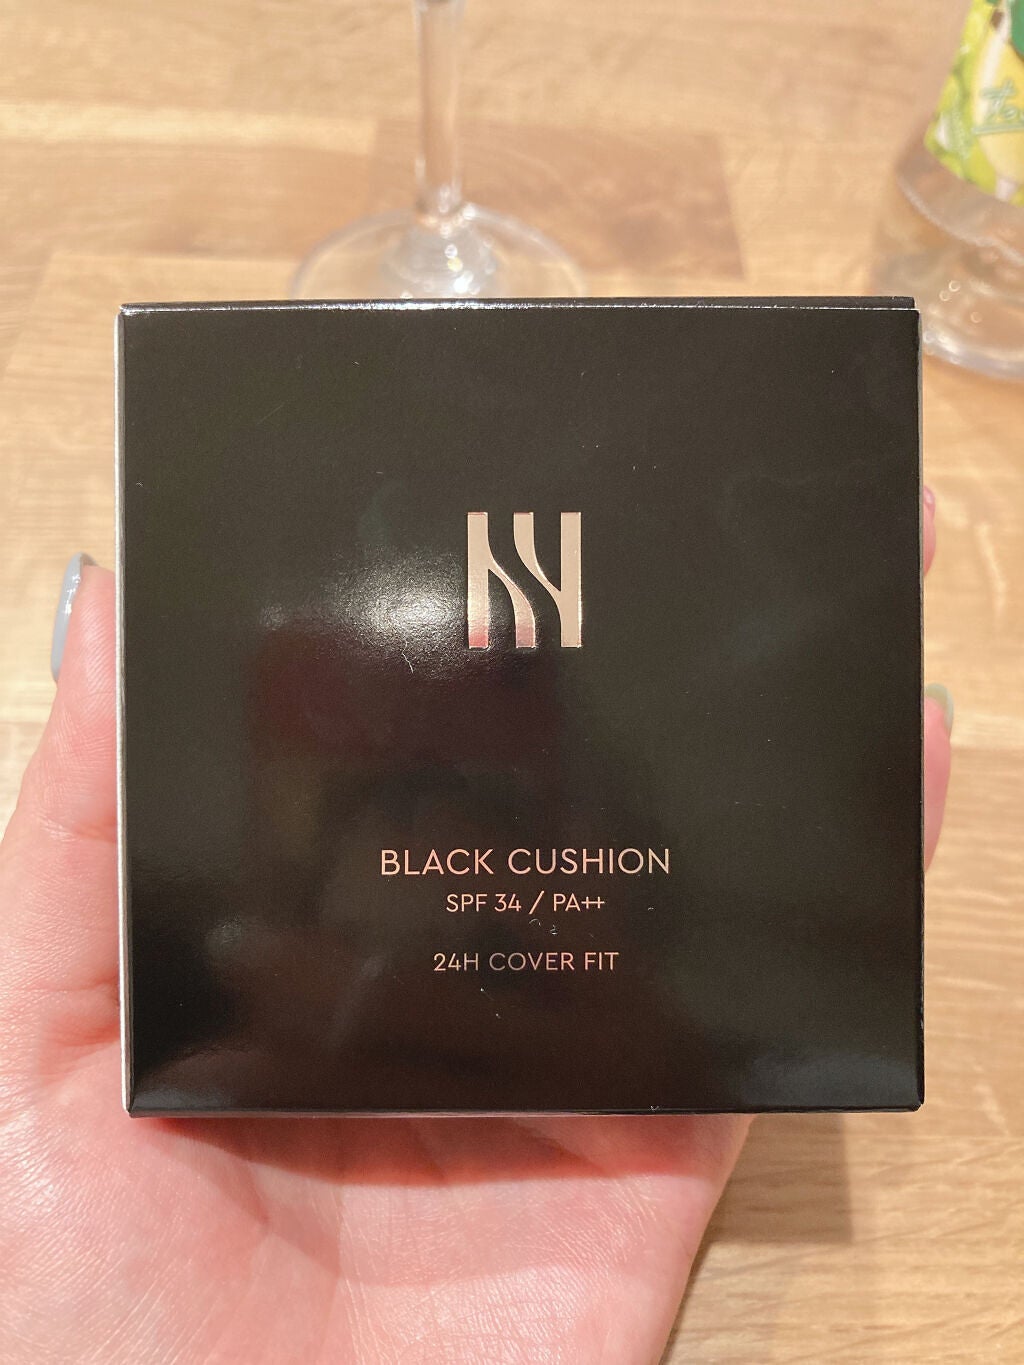 BLACK CUSHION
SPF 34 / PA++
24H COVER FIT